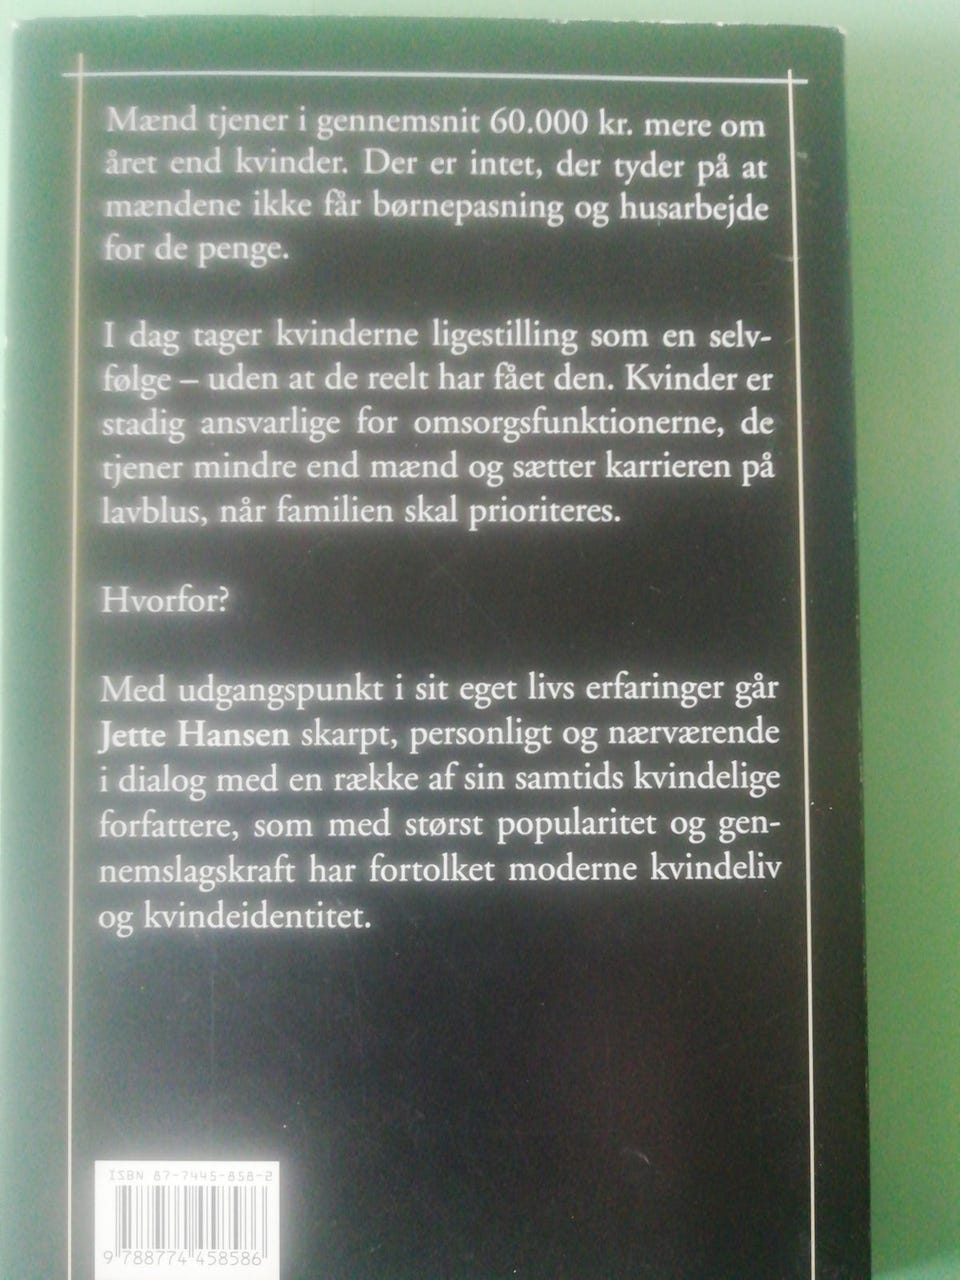 Mænd tjener i gennemsnit 60.000 kr. mere om
året end kvinder. Der er intet, der tyder på at
mændene ikke får børnepasning og husarbejde
for de penge.
I dag tager kvinderne ligestilling som en selv-
følge – uden at de reelt har fået den. Kvinder er
stadig ansvarlige for omsorgsfunktionerne, de
tjener mindre end mænd og sætter karrieren på
lavblus, når familien skal prioriteres.
Hvorfor?
Med udgangspunkt i sit eget livs erfaringer går
Jette Hansen skarpt, personligt og nærværende
i dialog med en række af sin samtids kvindelige
forfattere, som med størst popularitet og gen-
nemslagskraft har fortolket moderne kvindeliv
og kvindeidentitet.
ISBN 87-7445-858-2
9 788774 458586